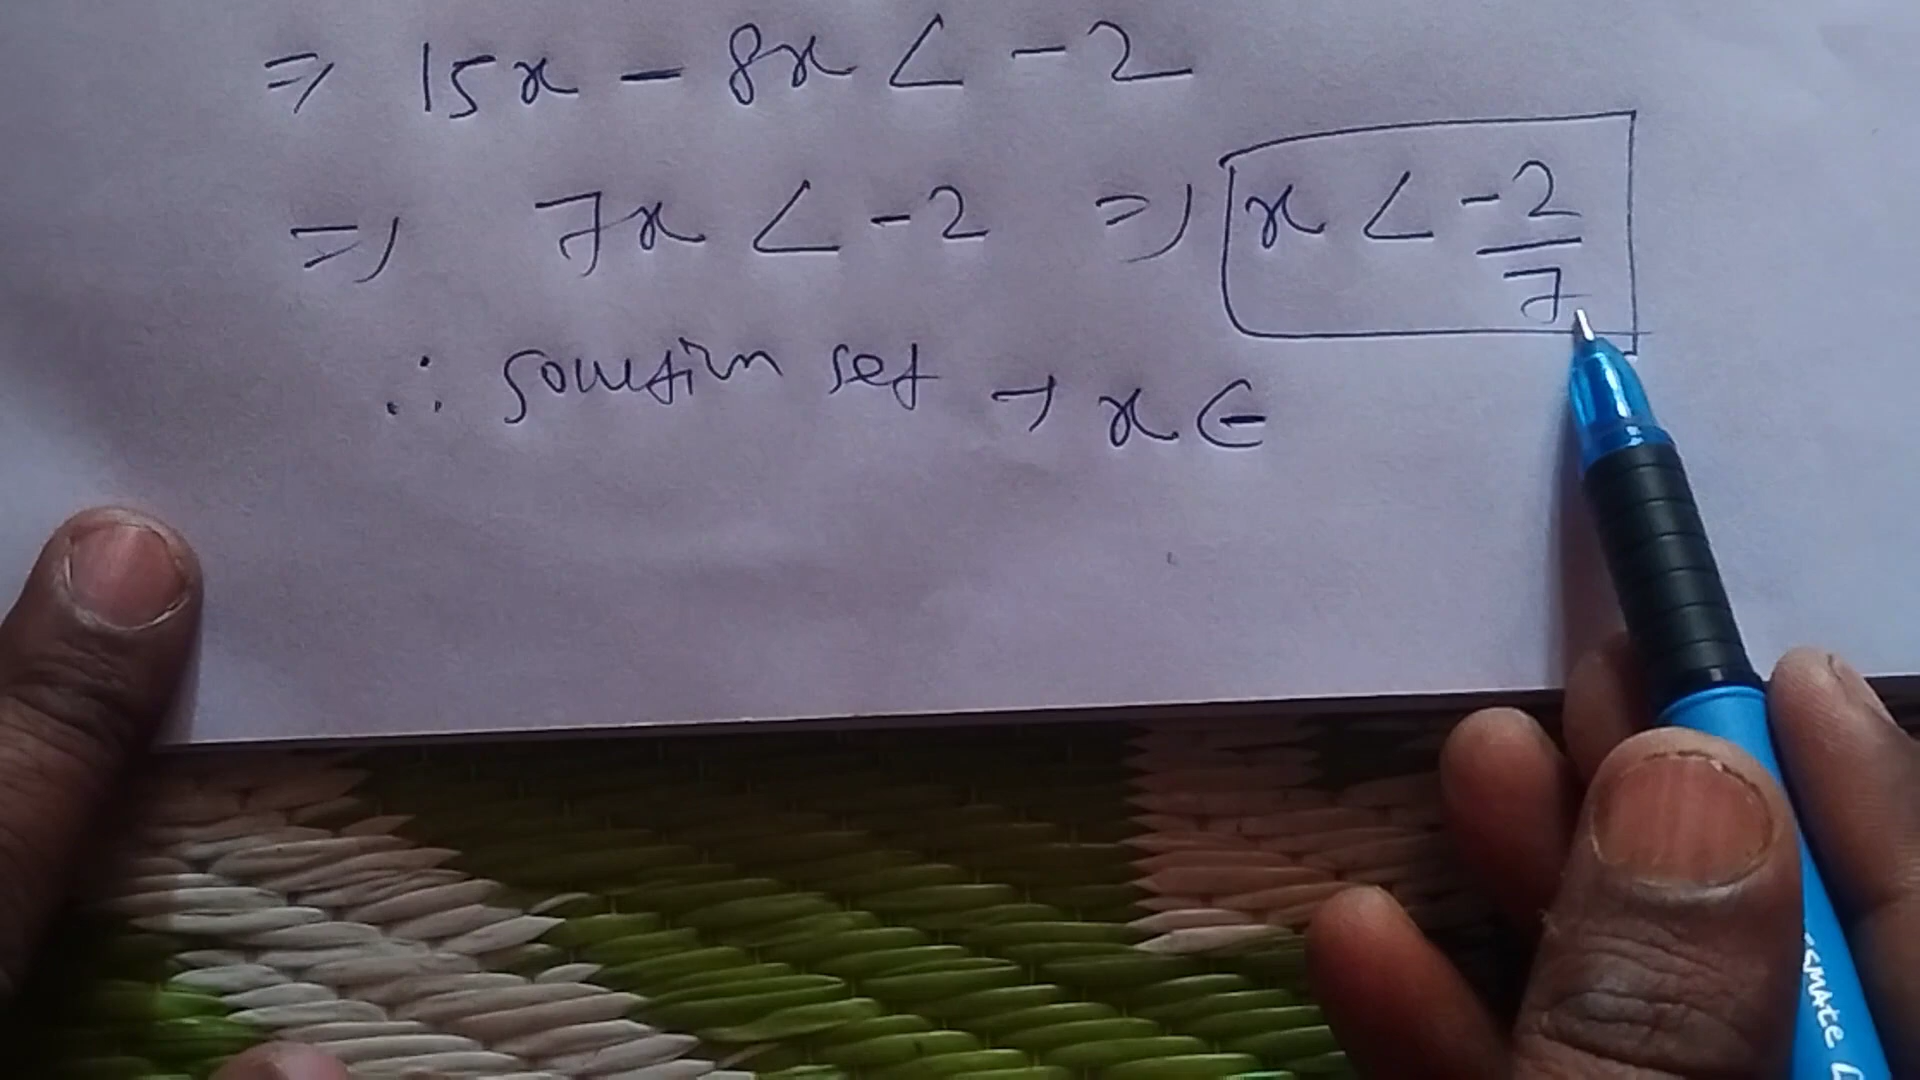 ⇒ 15x - 8x < -2
⇒ 7x < -2 ⇒ x < -2/7
∴ solution set → x ∈